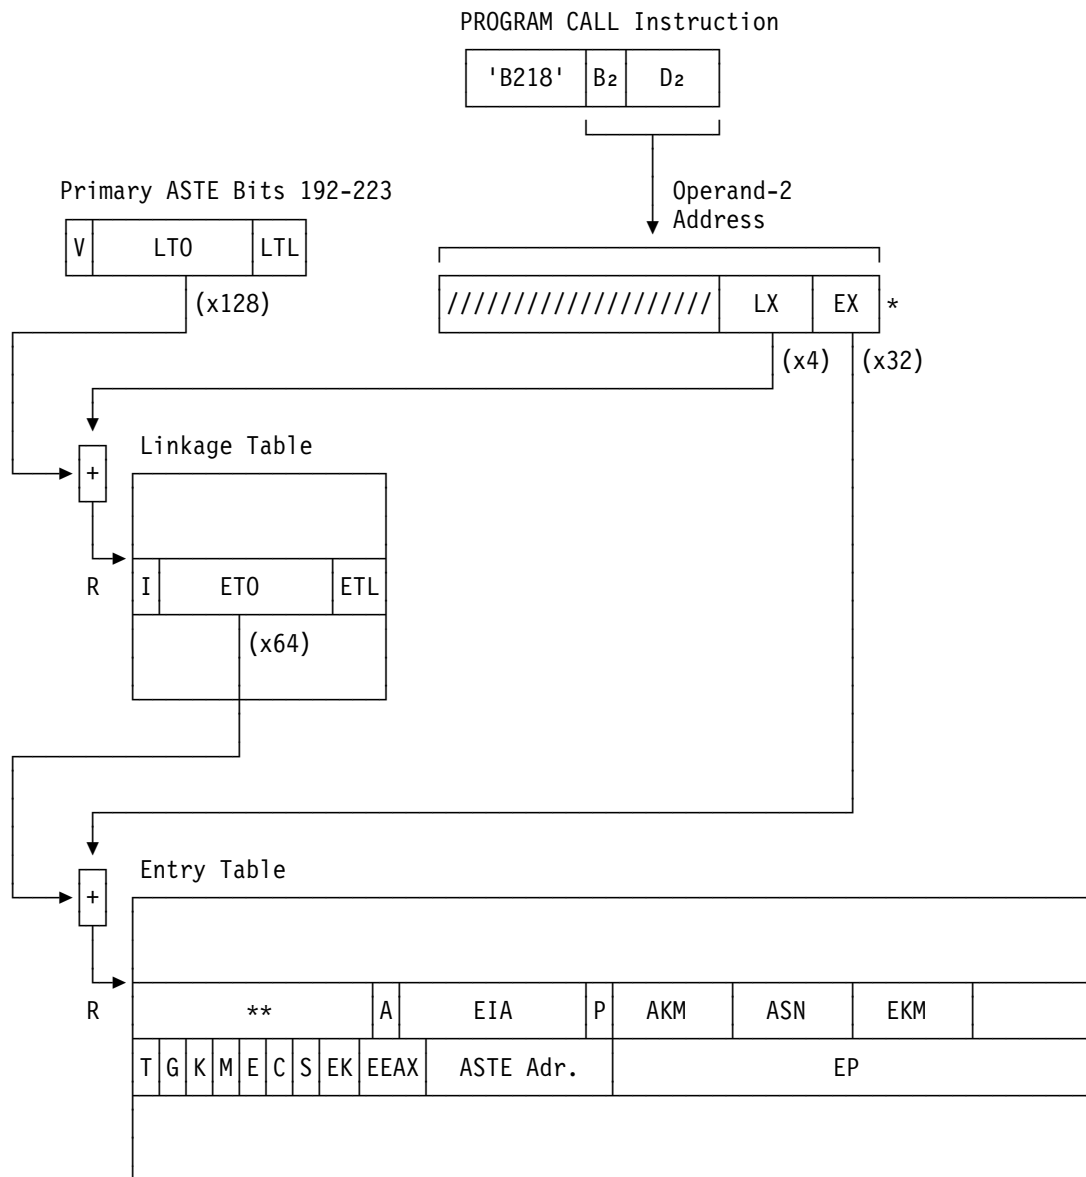 PROGRAM CALL Instruction
'B218' B₂ D₂
Primary ASTE Bits 192-223
Operand-2
Address
V LTO LTL
/////////////////// LX EX *
(x128)
(x4) (x32)
+
Linkage Table
R I ETO ETL
(x64)
+
Entry Table
R ** A EIA P AKM ASN EKM
T G K M E C S EK EEAX ASTE Adr. EP